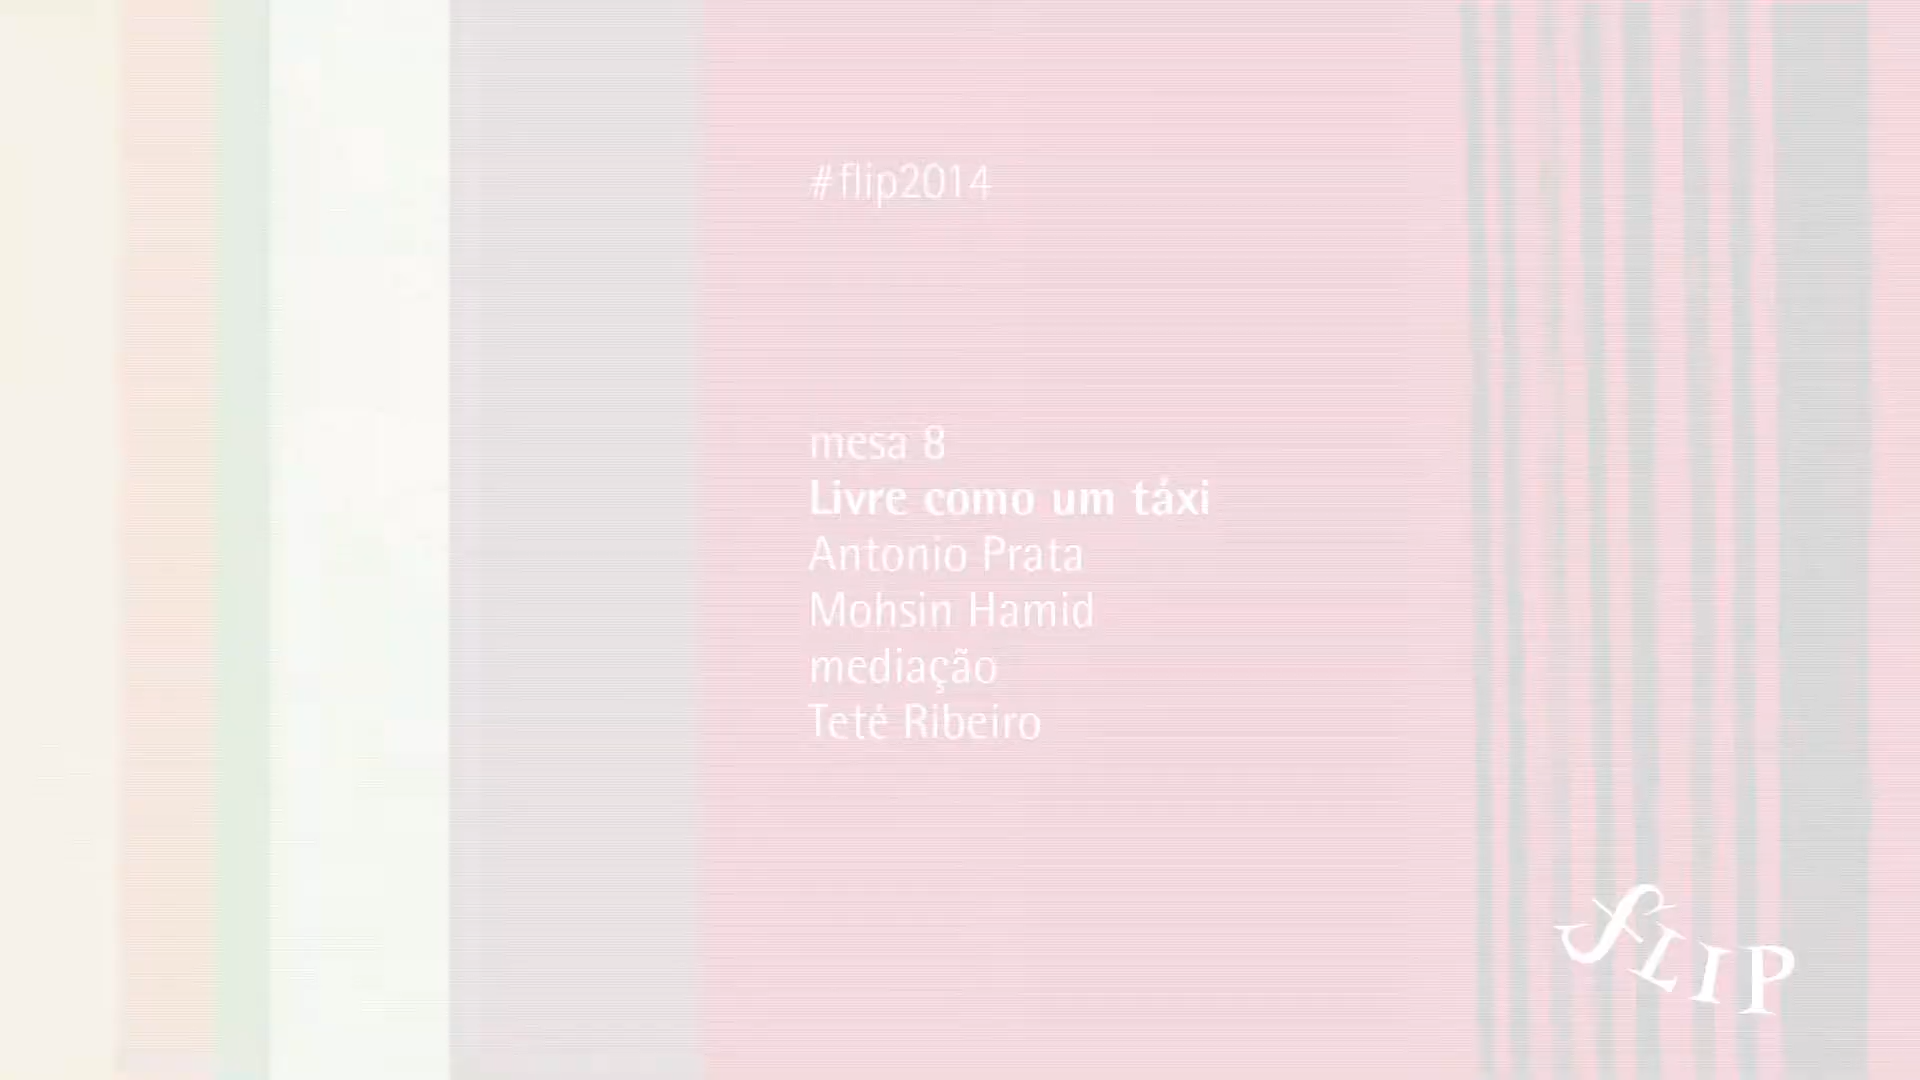 #flip2014
mesa 8
Livre como um táxi
Antonio Prata
Mohsin Hamid
mediação
Teté Ribeiro
FLIP